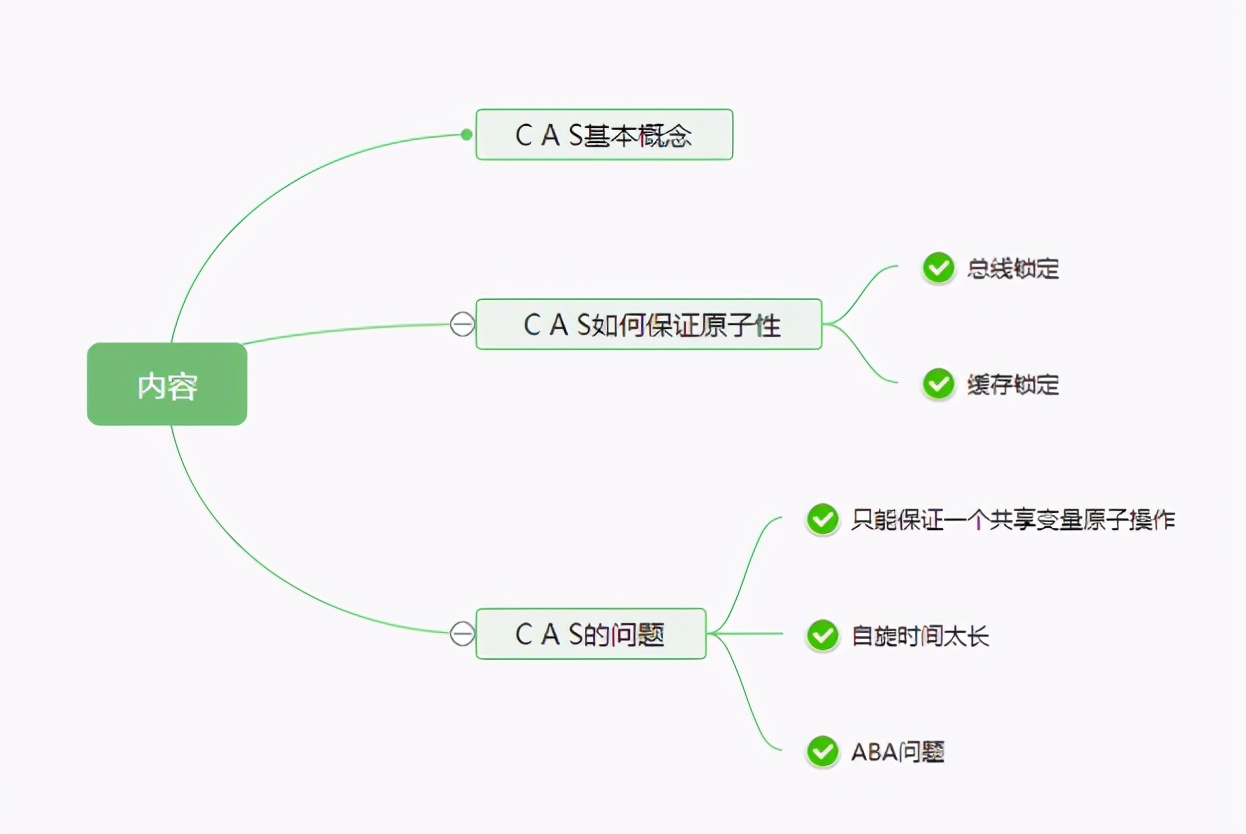 C A S基本概念
总线锁定
C A S如何保证原子性
缓存锁定
内容
只能保证一个共享变量原子操作
C A S的问题
自旋时间太长
ABA问题